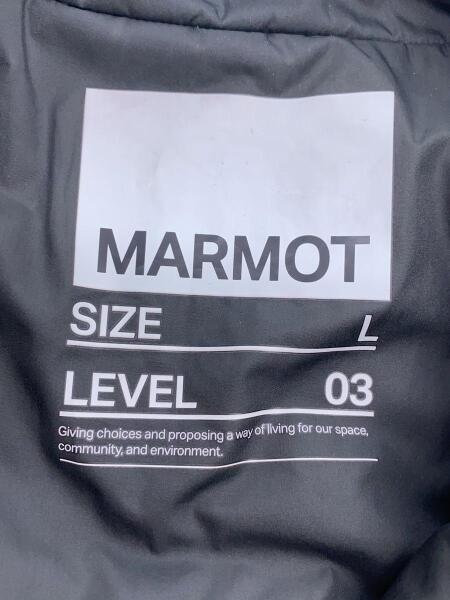 MARMOT
SIZE L
LEVEL 03
Giving choices and proposing a way of living for our space,
community, and environment.